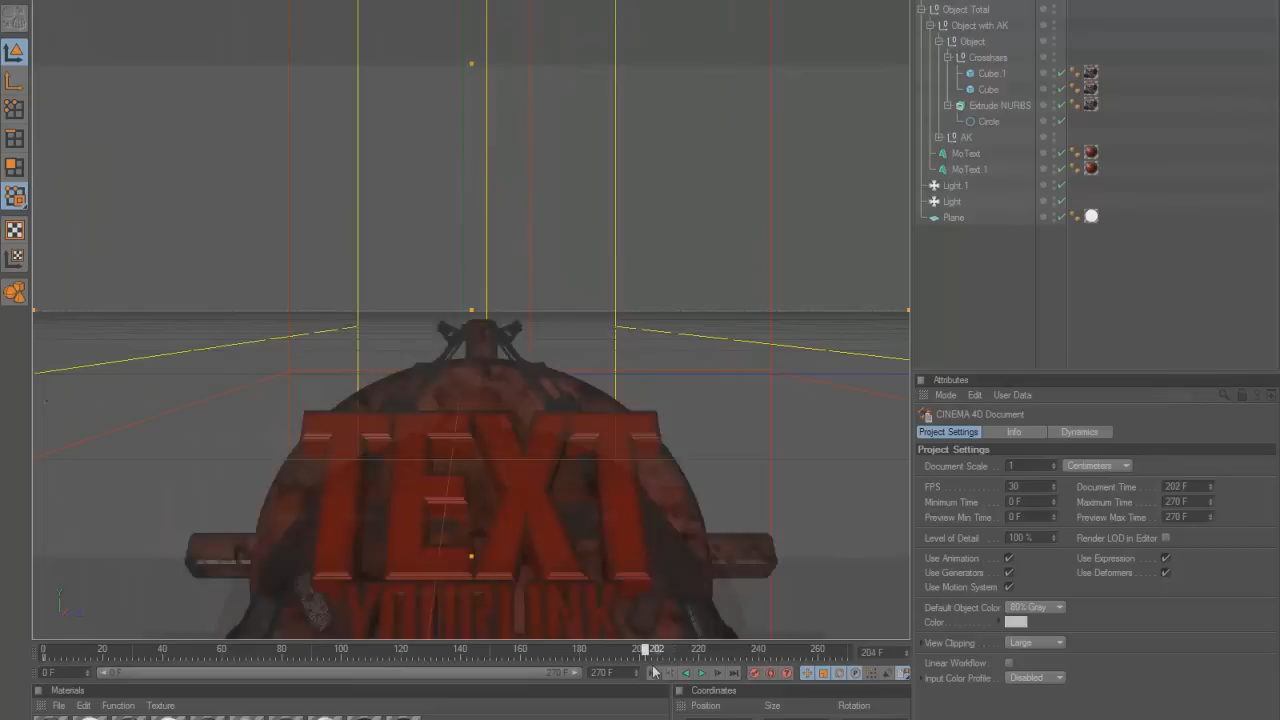 Object Total
Object with AK
Object
Crosshairs
Cube.1
Cube
Extrude NURBS
Circle
AK
MoText
MoText.1
Light.1
Light
Plane
TEXT
Attributes
Mode Edit User Data
CINEMA 4D Document
Project Settings Info Dynamics
Project Settings
Document Scale 1 Centimeters
FPS 30 Document Time 202 F
Minimum Time 0 F Maximum Time 270 F
Preview Min Time 0 F Preview Max Time 270 F
Level of Detail 100 % Render LOD in Editor
Use Animation Use Expression
Use Generators Use Deformers
Use Motion System
Default Object Color 80% Gray
Color
View Clipping Large
Linear Workflow
Input Color Profile Disabled
0 20 40 60 80 100 120 140 160 180 202 220 240 260 204 F
0 F 0 F 270 F 270 F
Materials Coordinates
File Edit Function Texture Position Size Rotation